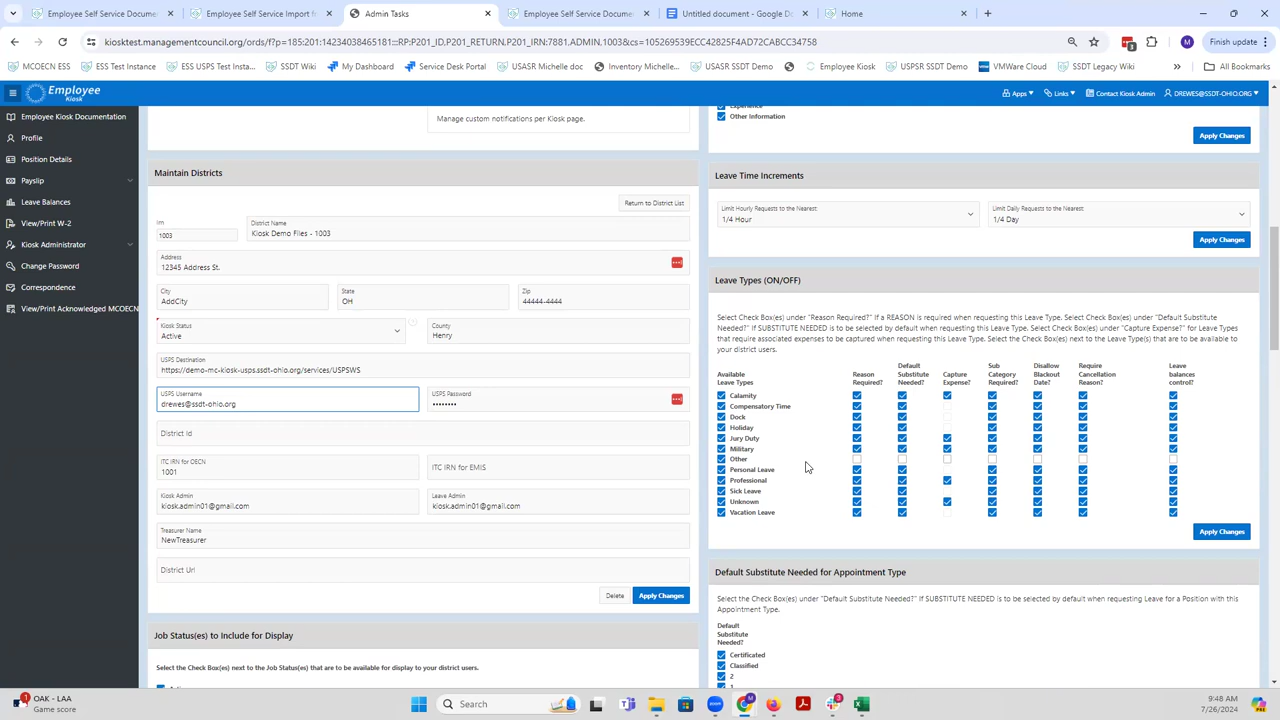 Employee Self Service Document
Employee Self Service Import f
Admin Tasks
Employee Self Service Docume
Untitled document - Google Do
Home
kiosktest.managementcouncil.org/ords/f?p=185:201:14234038465181:::RP:P201_ID,P201_RETURN,P201_IRN:7881,ADMIN,1003&cs=105269539ECC42825F4AD72CABCC34758
Finish update
MCOECN ESS
ESS Test Instance
ESS USPS Test Insta...
SSDT Wiki
My Dashboard
Service Desk Portal
USASR Michelle doc
Inventory Michelle...
USASR SSDT Demo
Employee Kiosk
USPSR SSDT Demo
VMWare Cloud
SSDT Legacy Wiki
All Bookmarks
Employee
Kiosk
Apps
Links
Contact Kiosk Admin
DREWES@SSDT-OHIO.ORG
Employee Kiosk Documentation
Profile
Position Details
Payslip
Leave Balances
View/Print W-2
Kiosk Administrator
Change Password
Correspondence
View/Print Acknowledged MCOECN
Manage custom notifications per Kiosk page.
Maintain Districts
Return to District List
Irn
1003
District Name
Kiosk Demo Files - 1003
Address
12345 Address St.
City
AddCity
State
OH
Zip
44444-4444
Kiosk Status
Active
County
Henry
USPS Destination
https://demo-mc-kiosk-usps.ssdt-ohio.org/services/USPSWS
USPS Username
drewes@ssdt-ohio.org
USPS Password
••••••••
District Id
ITC IRN for OECN
1001
ITC IRN for EMIS
Kiosk Admin
kiosk.admin01@gmail.com
Leave Admin
kiosk.admin01@gmail.com
Treasurer Name
NewTreasurer
District Url
Delete
Apply Changes
Job Status(es) to Include for Display
Select the Check Box(es) next to the Job Status(es) that are to be available for display to your district users.
Experience
Other Information
Apply Changes
Leave Time Increments
Limit Hourly Requests to the Nearest:
1/4 Hour
Limit Daily Requests to the Nearest:
1/4 Day
Apply Changes
Leave Types (ON/OFF)
Select Check Box(es) under "Reason Required?" If a REASON is required when requesting this Leave Type. Select Check Box(es) under "Default Substitute
Needed?" If SUBSTITUTE NEEDED is to be selected by default when requesting this Leave Type. Select Check Box(es) under "Capture Expense?" for Leave Types
that require associated expenses to be captured when requesting this Leave Type. Select the Check Box(es) next to the Leave Type(s) that are to be available to
your district users.
Available
Leave Types
Reason
Required?
Default
Substitute
Needed?
Capture
Expense?
Sub
Category
Required?
Disallow
Blackout
Date?
Require
Cancellation
Reason?
Leave
balances
control?
Calamity
Compensatory Time
Dock
Holiday
Jury Duty
Military
Other
Personal Leave
Professional
Sick Leave
Unknown
Vacation Leave
Apply Changes
Default Substitute Needed for Appointment Type
Select the Check Box(es) under "Default Substitute Needed?" If SUBSTITUTE NEEDED is to be selected by default when requesting Leave for a Position with this
Appointment Type.
Default
Substitute
Needed?
Certificated
Classified
2
1
OAK - LAA
Game score
Search
9:48 AM
7/26/2024